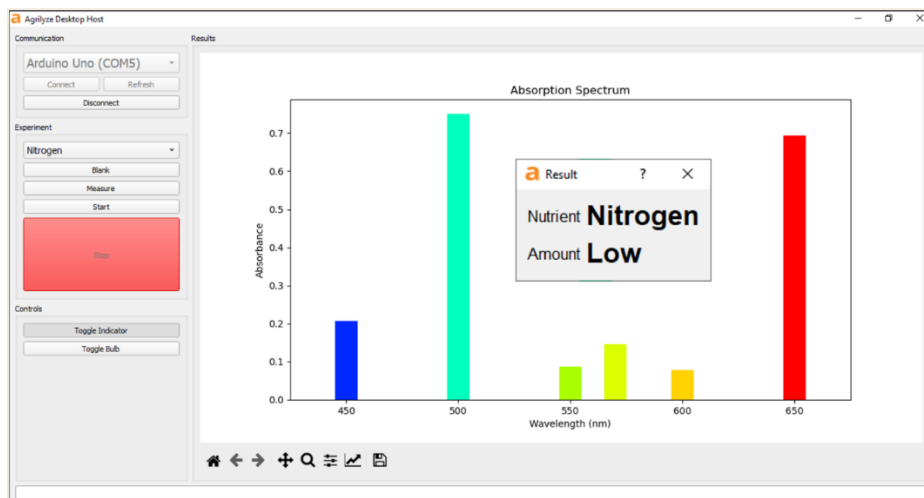 Agrilyze Desktop Host
Communication
Arduino Uno (COM5)
Connect
Refresh
Disconnect
Experiment
Nitrogen
Blank
Measure
Start
Stop
Controls
Toggle Indicator
Toggle Bulb
Results
Absorption Spectrum
Absorbance
0.7
0.6
0.5
0.4
0.3
0.2
0.1
0.0
450
500
550
600
650
Wavelength (nm)
a Result ?
Nutrient Nitrogen
Amount Low